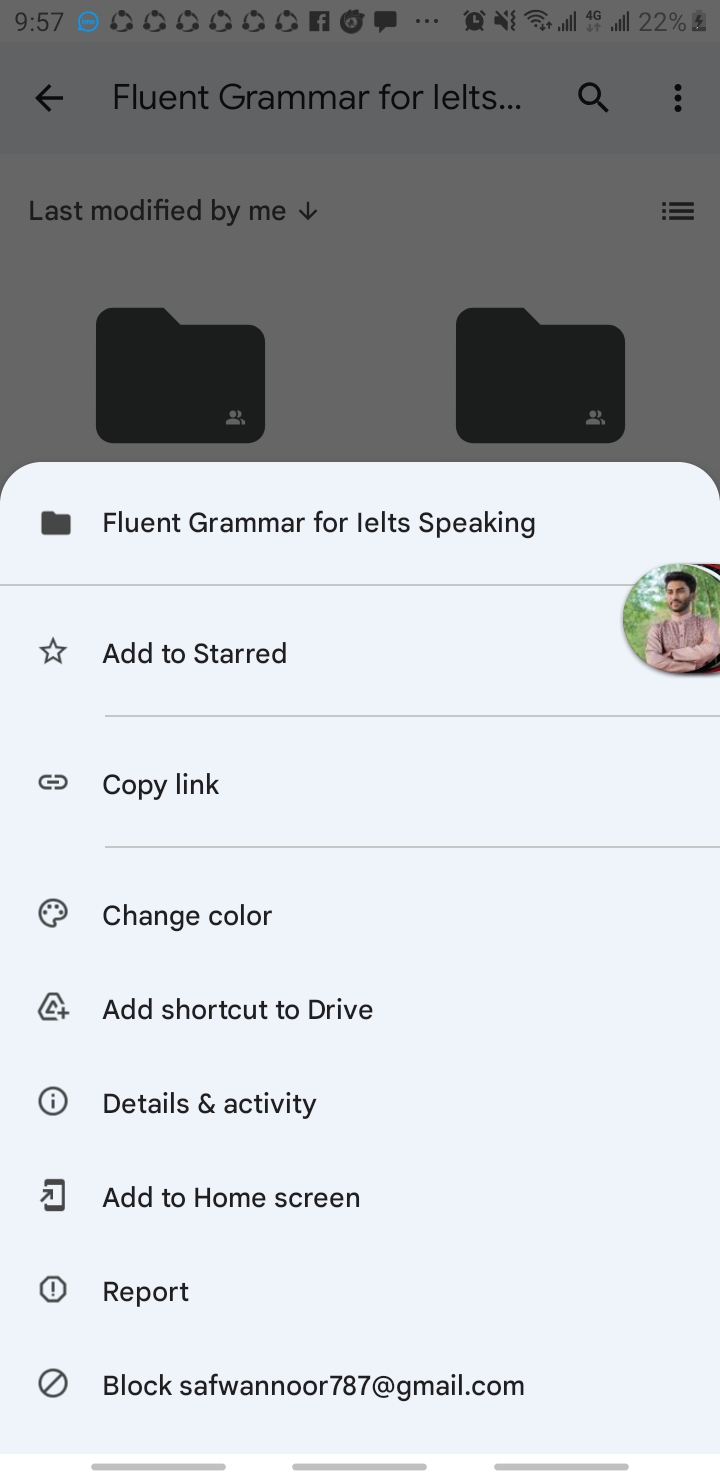 9:57
4G
22%
Fluent Grammar for Ielts...
Last modified by me
Fluent Grammar for Ielts Speaking
Add to Starred
Copy link
Change color
Add shortcut to Drive
Details & activity
Add to Home screen
Report
Block safwannoor787@gmail.com